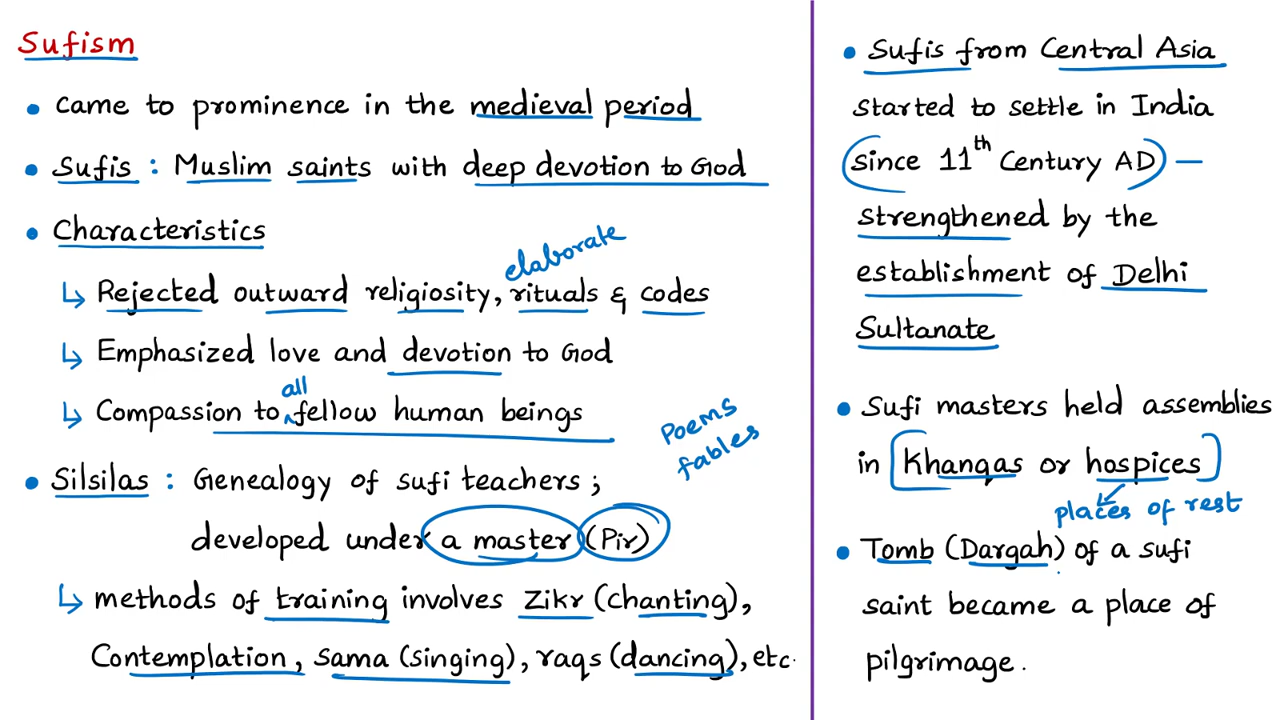 Sufism
• came to prominence in the medieval period
• Sufis : Muslim saints with deep devotion to God
• Characteristics
elaborate
↳ Rejected outward religiosity, rituals & codes
↳ Emphasized love and devotion to God
all
↳ Compassion to fellow human beings
Poems
fables
• Silsilas : Genealogy of sufi teachers ;
developed under a master (Pir)
↳ methods of training involves Zikr (chanting),
Contemplation, sama (singing), raqs (dancing), etc.
• Sufis from Central Asia
started to settle in India
since 11th Century AD —
strengthened by the
establishment of Delhi
Sultanate
• Sufi masters held assemblies
in [Khanqas or hospices]
places of rest
• Tomb (Dargah) of a sufi
saint became a place of
pilgrimage.